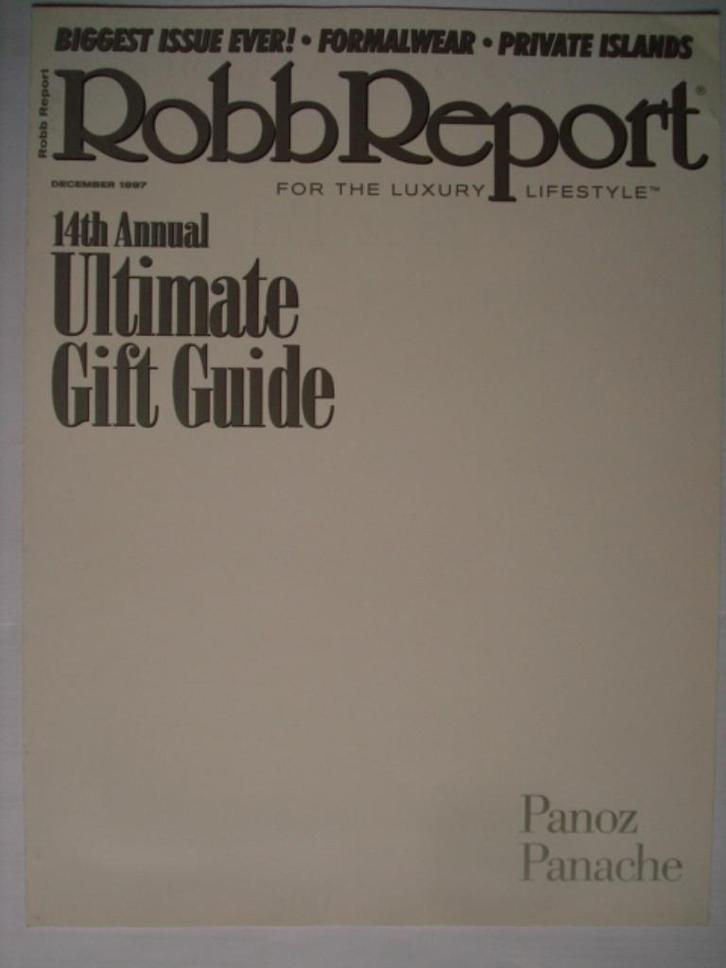 BIGGEST ISSUE EVER! • FORMALWEAR • PRIVATE ISLANDS
Robb Report
RobbReport®
DECEMBER 1997
FOR THE LUXURY LIFESTYLE™
14th Annual
Ultimate
Gift Guide
Panoz
Panache